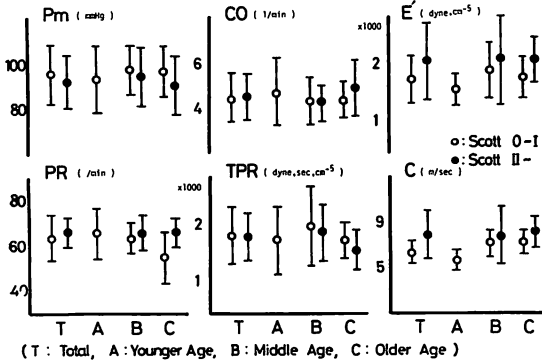 Pm ( mmHg )
CO ( l/min )
E′ ( dyne,cm-5 )
×1000
100
80
6
4
2
1
○: Scott 0-I
●: Scott II-
PR ( /min )
TPR ( dyne,sec,cm-5 )
C ( m/sec )
×1000
80
60
40
2
1
9
5
T A B C
T A B C
T A B C
( T : Total, A : Younger Age, B : Middle Age, C : Older Age )